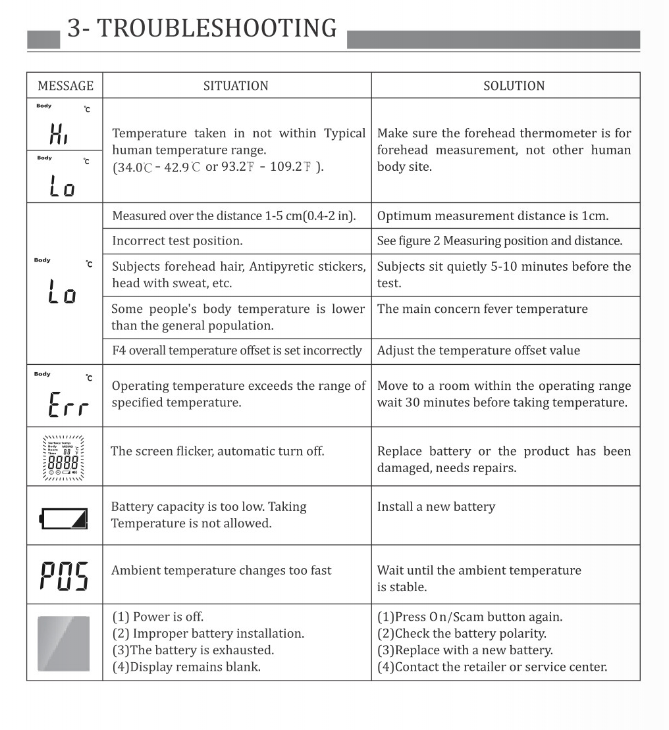 3- TROUBLESHOOTING
MESSAGE SITUATION SOLUTION
Body ℃
Hi
Body ℃
Lo
Temperature taken in not within Typical
human temperature range.
(34.0℃ - 42.9℃ or 93.2℉ - 109.2℉ ).
Make sure the forehead thermometer is for
forehead measurement, not other human
body site.
Body ℃
Lo
Measured over the distance 1-5 cm(0.4-2 in).
Optimum measurement distance is 1cm.
Incorrect test position.
See figure 2 Measuring position and distance.
Subjects forehead hair, Antipyretic stickers,
head with sweat, etc.
Subjects sit quietly 5-10 minutes before the
test.
Some people's body temperature is lower
than the general population.
The main concern fever temperature
F4 overall temperature offset is set incorrectly
Adjust the temperature offset value
Body ℃
Err
Operating temperature exceeds the range of
specified temperature.
Move to a room within the operating range
wait 30 minutes before taking temperature.
8888
The screen flicker, automatic turn off.
Replace battery or the product has been
damaged, needs repairs.
Battery capacity is too low. Taking
Temperature is not allowed.
Install a new battery
POS
Ambient temperature changes too fast
Wait until the ambient temperature
is stable.
(1) Power is off.
(2) Improper battery installation.
(3)The battery is exhausted.
(4)Display remains blank.
(1)Press On/Scam button again.
(2)Check the battery polarity.
(3)Replace with a new battery.
(4)Contact the retailer or service center.